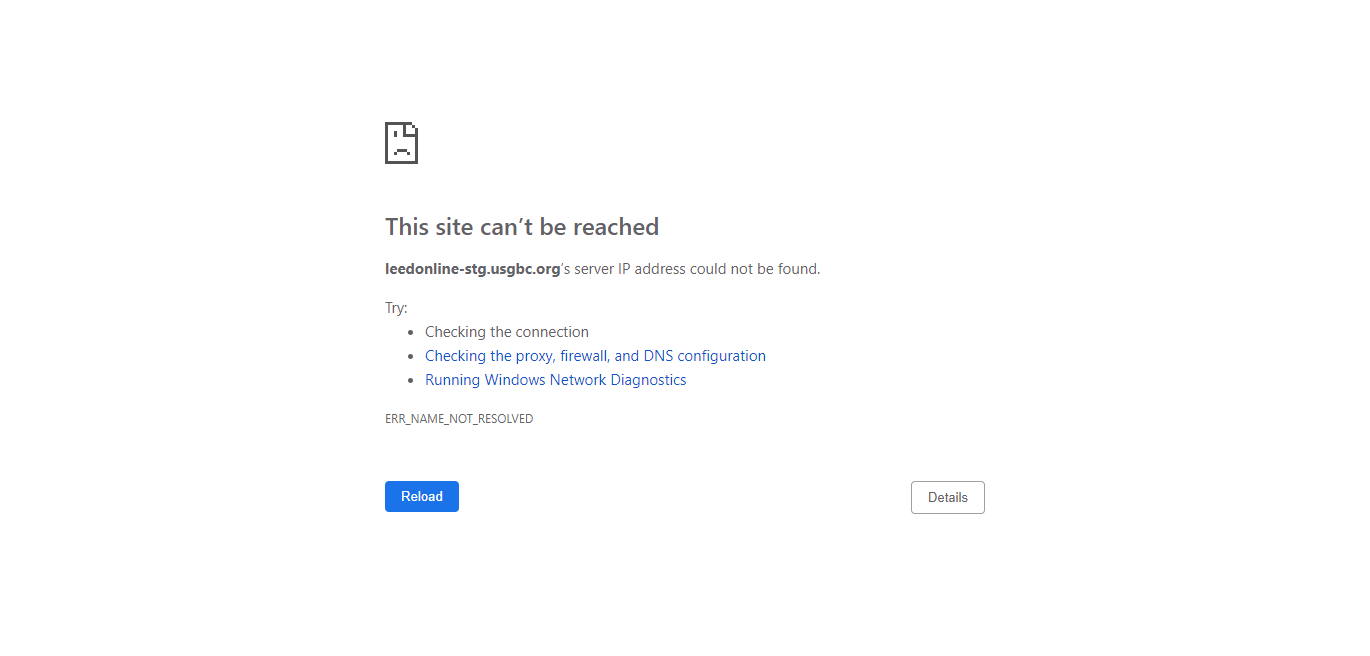 This site can’t be reached
leedonline-stg.usgbc.org’s server IP address could not be found.
Try:
Checking the connection
Checking the proxy, firewall, and DNS configuration
Running Windows Network Diagnostics
ERR_NAME_NOT_RESOLVED
Reload
Details